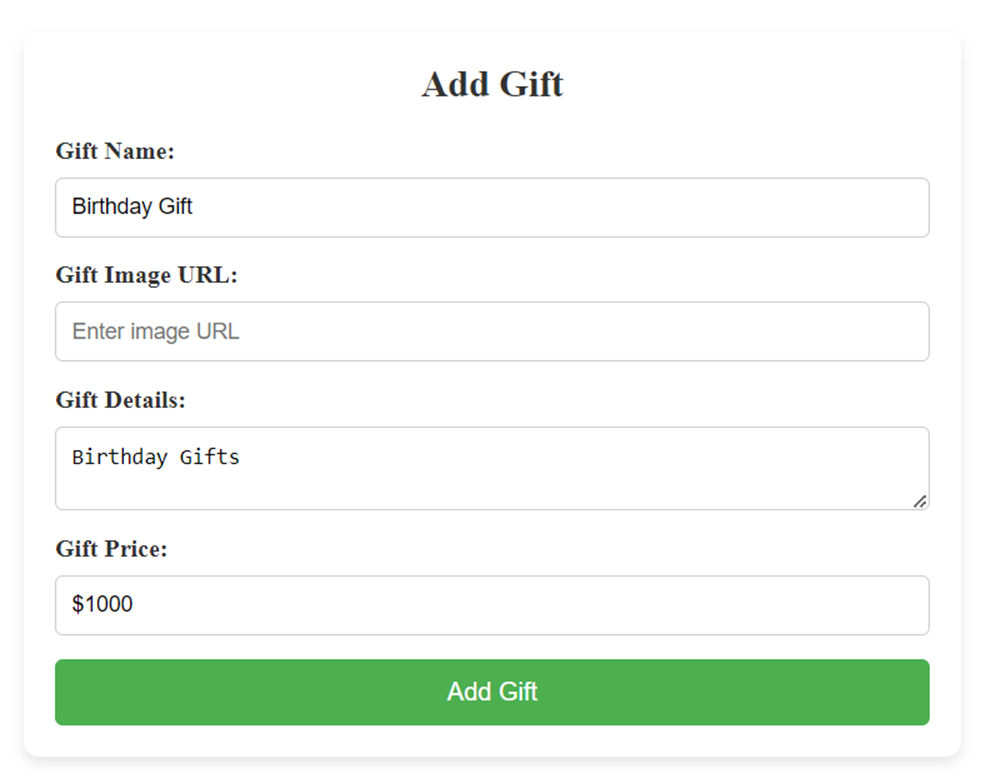 Add Gift
Gift Name:
Birthday Gift
Gift Image URL:
Enter image URL
Gift Details:
Birthday Gifts
Gift Price:
$1000
Add Gift